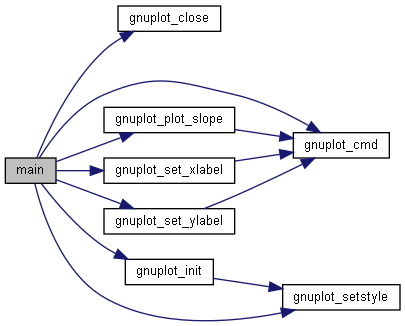 gnuplot_close
gnuplot_plot_slope
gnuplot_cmd
main
gnuplot_set_xlabel
gnuplot_set_ylabel
gnuplot_init
gnuplot_setstyle